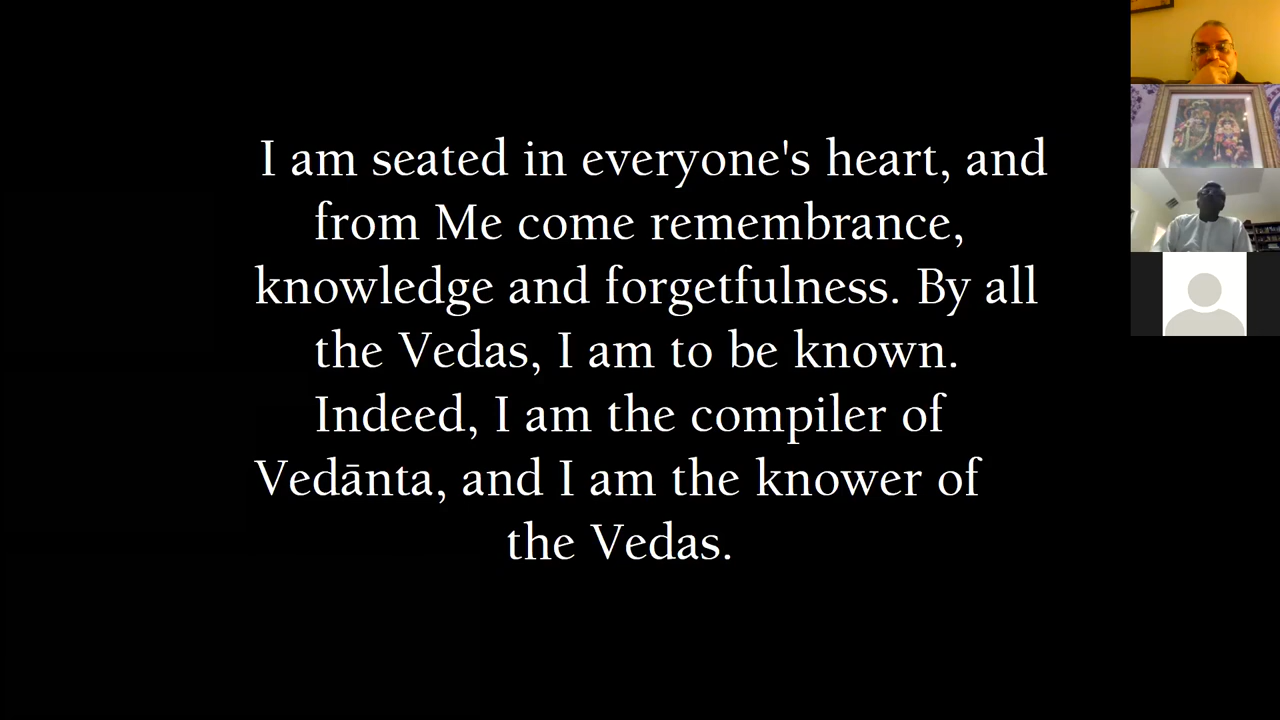 I am seated in everyone's heart, and
from Me come remembrance,
knowledge and forgetfulness. By all
the Vedas, I am to be known.
Indeed, I am the compiler of
Vedānta, and I am the knower of
the Vedas.